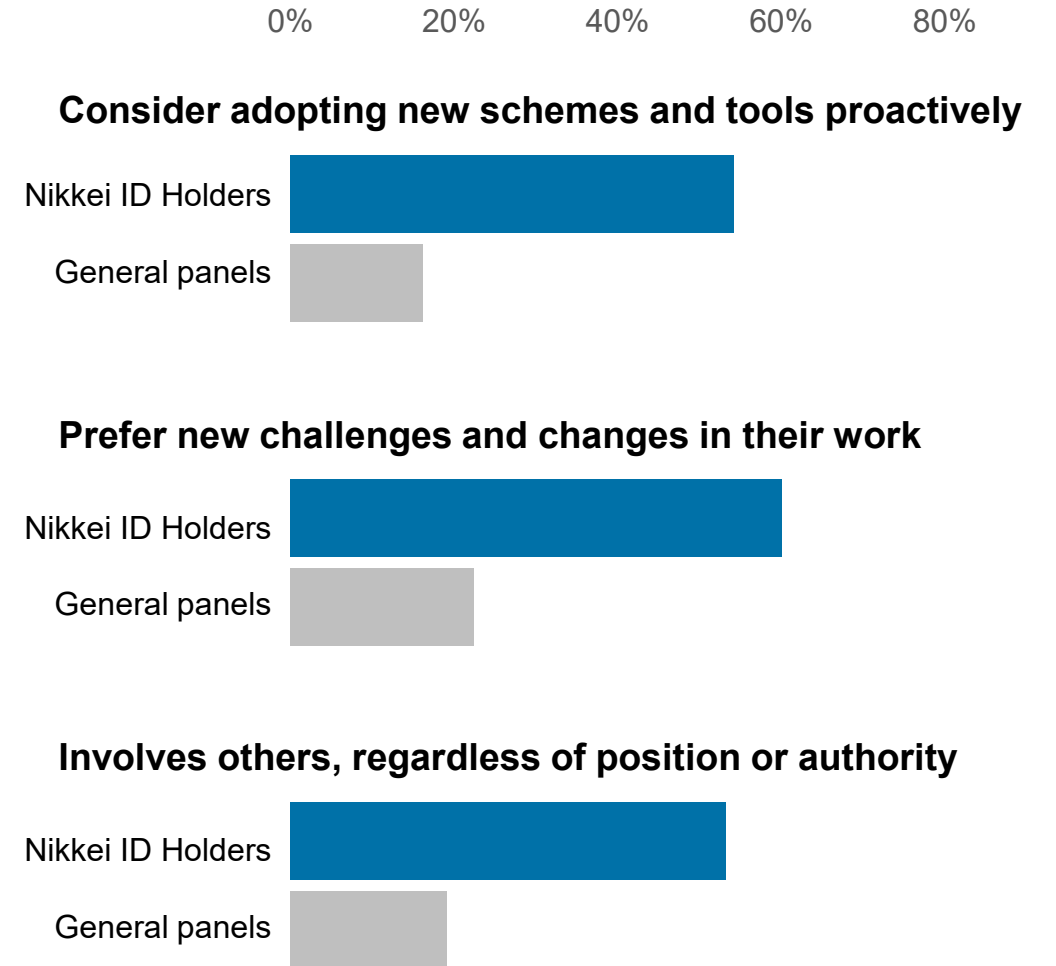 0% 20% 40% 60% 80%
Consider adopting new schemes and tools proactively
Nikkei ID Holders
General panels
Prefer new challenges and changes in their work
Nikkei ID Holders
General panels
Involves others, regardless of position or authority
Nikkei ID Holders
General panels